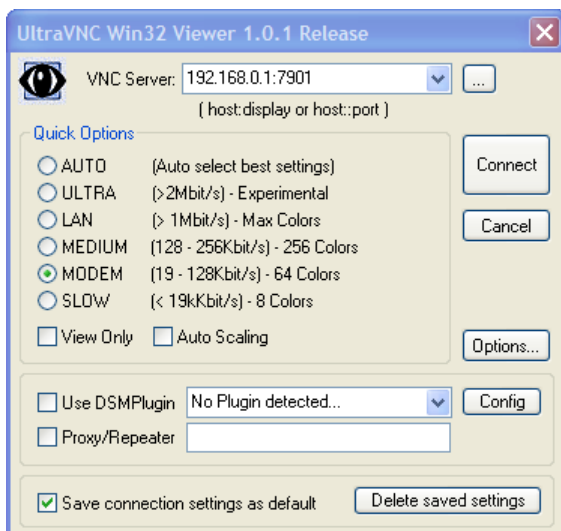 UltraVNC Win32 Viewer 1.0.1 Release
VNC Server: 192.168.0.1:7901 ...
( host:display or host::port )
Quick Options
AUTO (Auto select best settings)
ULTRA (>2Mbit/s) - Experimental
LAN (> 1Mbit/s) - Max Colors
MEDIUM (128 - 256Kbit/s) - 256 Colors
MODEM (19 - 128Kbit/s) - 64 Colors
SLOW (< 19kKbit/s) - 8 Colors
View Only Auto Scaling
Connect
Cancel
Options...
Use DSMPlugin No Plugin detected... Config
Proxy/Repeater
Save connection settings as default Delete saved settings